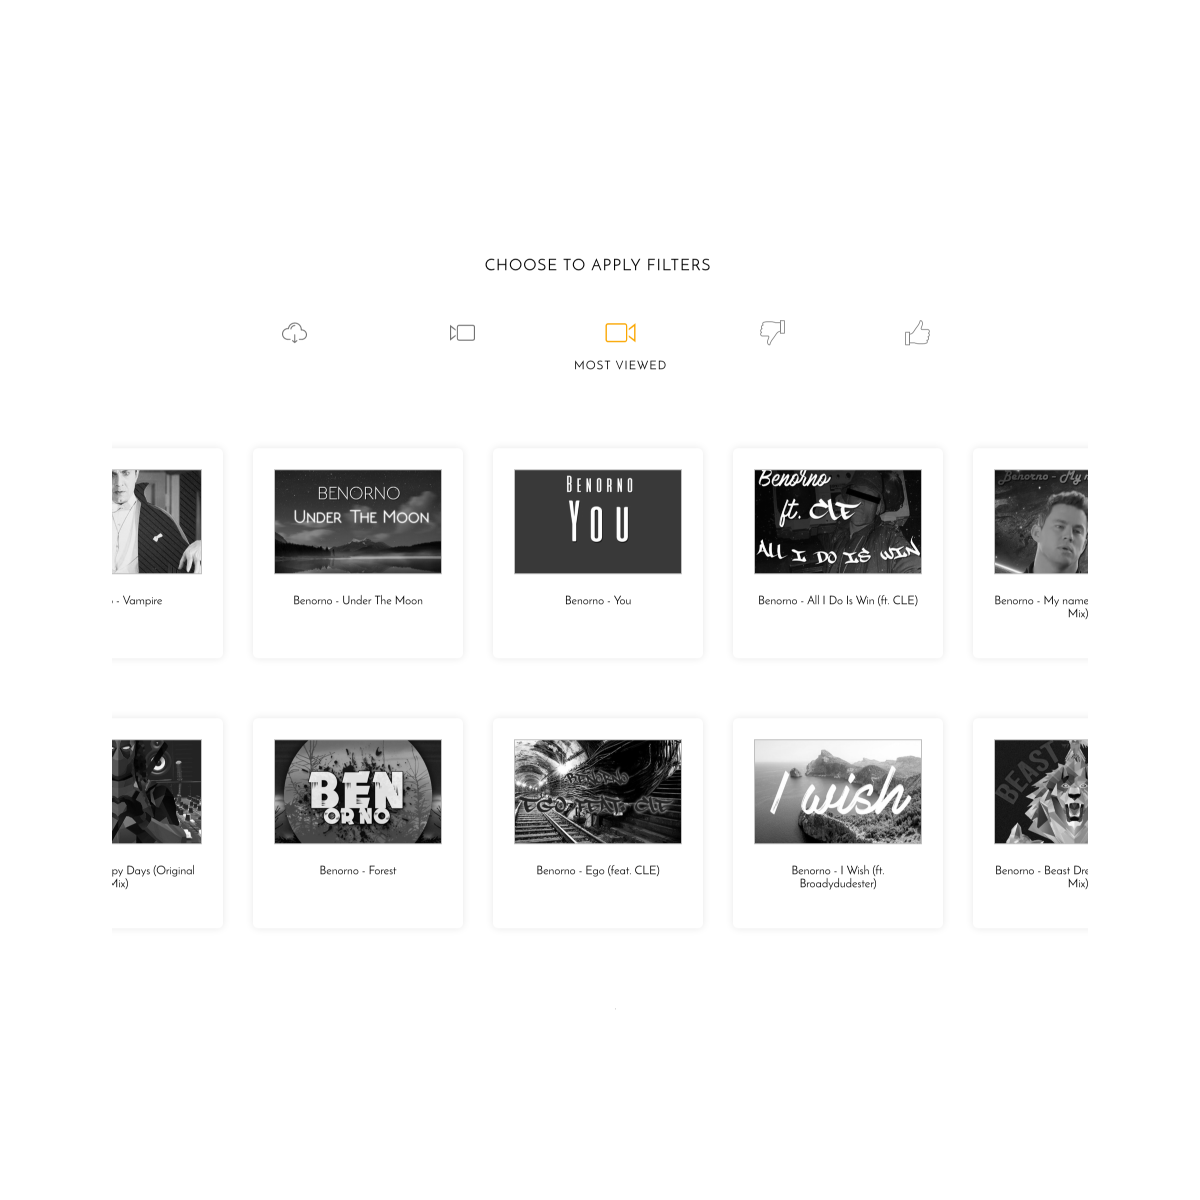 CHOOSE TO APPLY FILTERS
MOST VIEWED
BENORNO
UNDER THE MOON
BENORNO
YOU
Benorno
ft. CLE
ALL I DO IS WIN
Benorno - My
- Vampire
Benorno - Under The Moon
Benorno - You
Benorno - All I Do Is Win (ft. CLE)
Benorno - My name
Mix)
BEN
OR NO
BENORNO
EGO FEAT. CLE
I wish
BEAST
py Days (Original
Mix)
Benorno - Forest
Benorno - Ego (feat. CLE)
Benorno - I Wish (ft.
Broadydudester)
Benorno - Beast Dre
Mix)